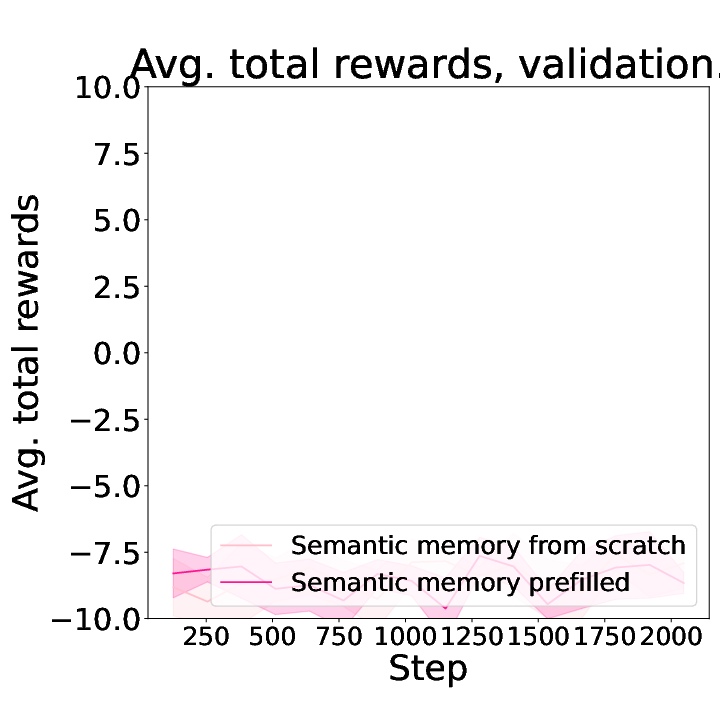 Avg. total rewards, validation.
10.0
7.5
5.0
2.5
0.0
−2.5
−5.0
−7.5
−10.0
Avg. total rewards
Semantic memory from scratch
Semantic memory prefilled
250 500 750 1000 1250 1500 1750 2000
Step